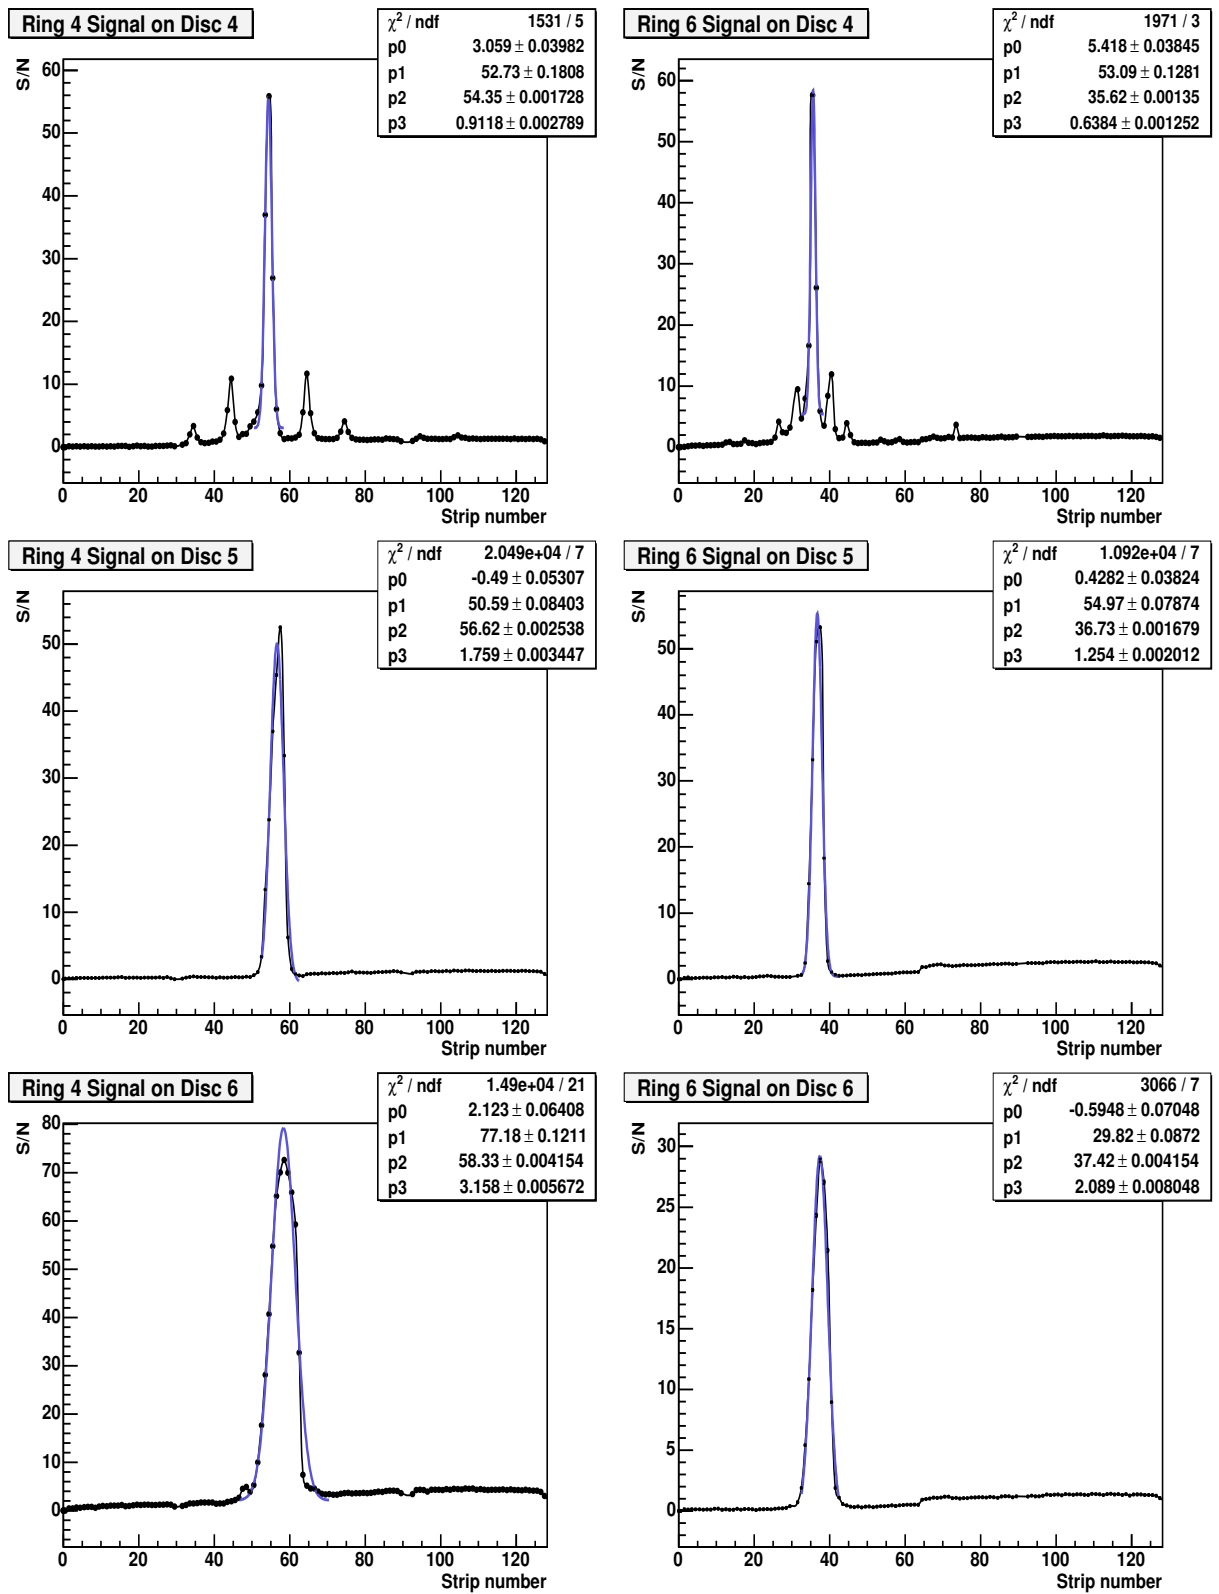 Ring 4 Signal on Disc 4
χ² / ndf 1531 / 5
p0 3.059 ± 0.03982
p1 52.73 ± 0.1808
p2 54.35 ± 0.001728
p3 0.9118 ± 0.002789
S/N
60
50
40
30
20
10
0
0 20 40 60 80 100 120
Strip number
Ring 6 Signal on Disc 4
χ² / ndf 1971 / 3
p0 5.418 ± 0.03845
p1 53.09 ± 0.1281
p2 35.62 ± 0.00135
p3 0.6384 ± 0.001252
S/N
60
50
40
30
20
10
0
0 20 40 60 80 100 120
Strip number
Ring 4 Signal on Disc 5
χ² / ndf 2.049e+04 / 7
p0 -0.49 ± 0.05307
p1 50.59 ± 0.08403
p2 56.62 ± 0.002538
p3 1.759 ± 0.003447
S/N
50
40
30
20
10
0
0 20 40 60 80 100 120
Strip number
Ring 6 Signal on Disc 5
χ² / ndf 1.092e+04 / 7
p0 0.4282 ± 0.03824
p1 54.97 ± 0.07874
p2 36.73 ± 0.001679
p3 1.254 ± 0.002012
S/N
50
40
30
20
10
0
0 20 40 60 80 100 120
Strip number
Ring 4 Signal on Disc 6
χ² / ndf 1.49e+04 / 21
p0 2.123 ± 0.06408
p1 77.18 ± 0.1211
p2 58.33 ± 0.004154
p3 3.158 ± 0.005672
S/N
80
70
60
50
40
30
20
10
0
0 20 40 60 80 100 120
Strip number
Ring 6 Signal on Disc 6
χ² / ndf 3066 / 7
p0 -0.5948 ± 0.07048
p1 29.82 ± 0.0872
p2 37.42 ± 0.004154
p3 2.089 ± 0.008048
S/N
30
25
20
15
10
5
0
0 20 40 60 80 100 120
Strip number